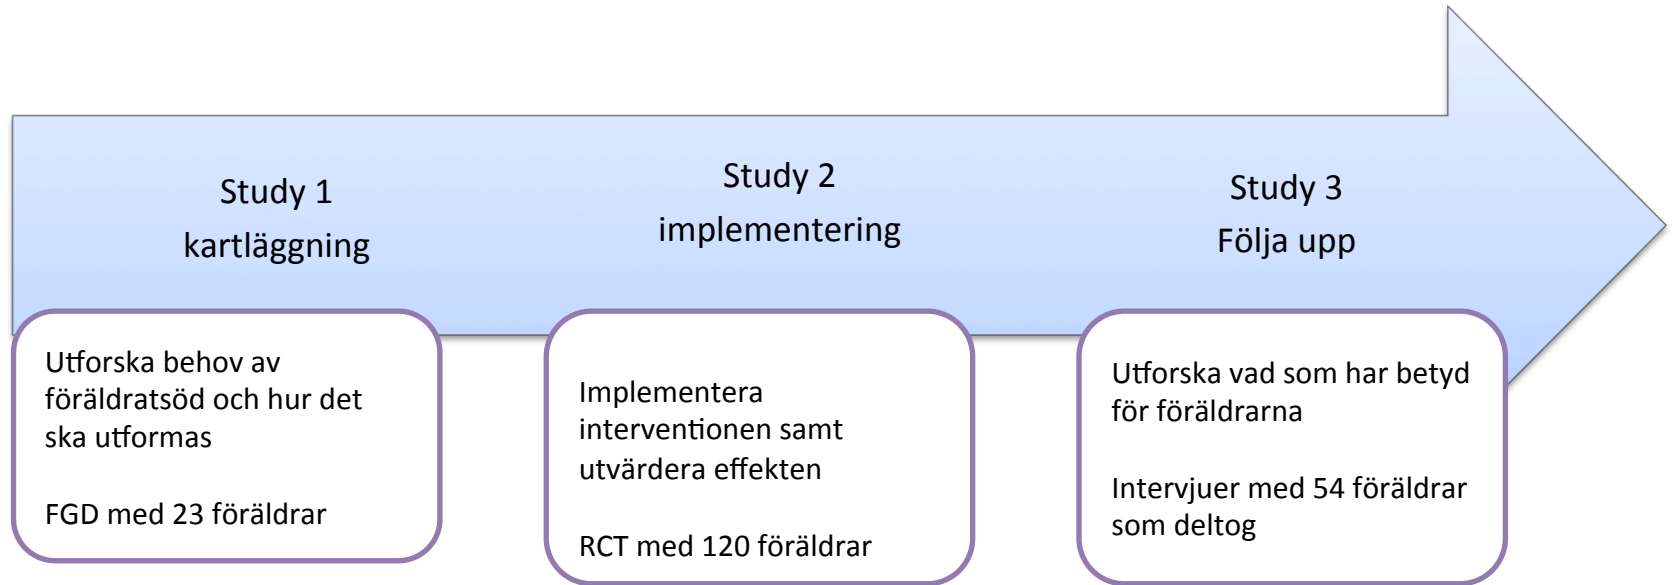 Study 1
kartläggning
Study 2
implementering
Study 3
Följa upp
Utforska behov av
föräldratsöd och hur det
ska utformas
FGD med 23 föräldrar
Implementera
interventionen samt
utvärdera effekten
RCT med 120 föräldrar
Utforska vad som har betyd
för föräldrarna
Intervjuer med 54 föräldrar
som deltog